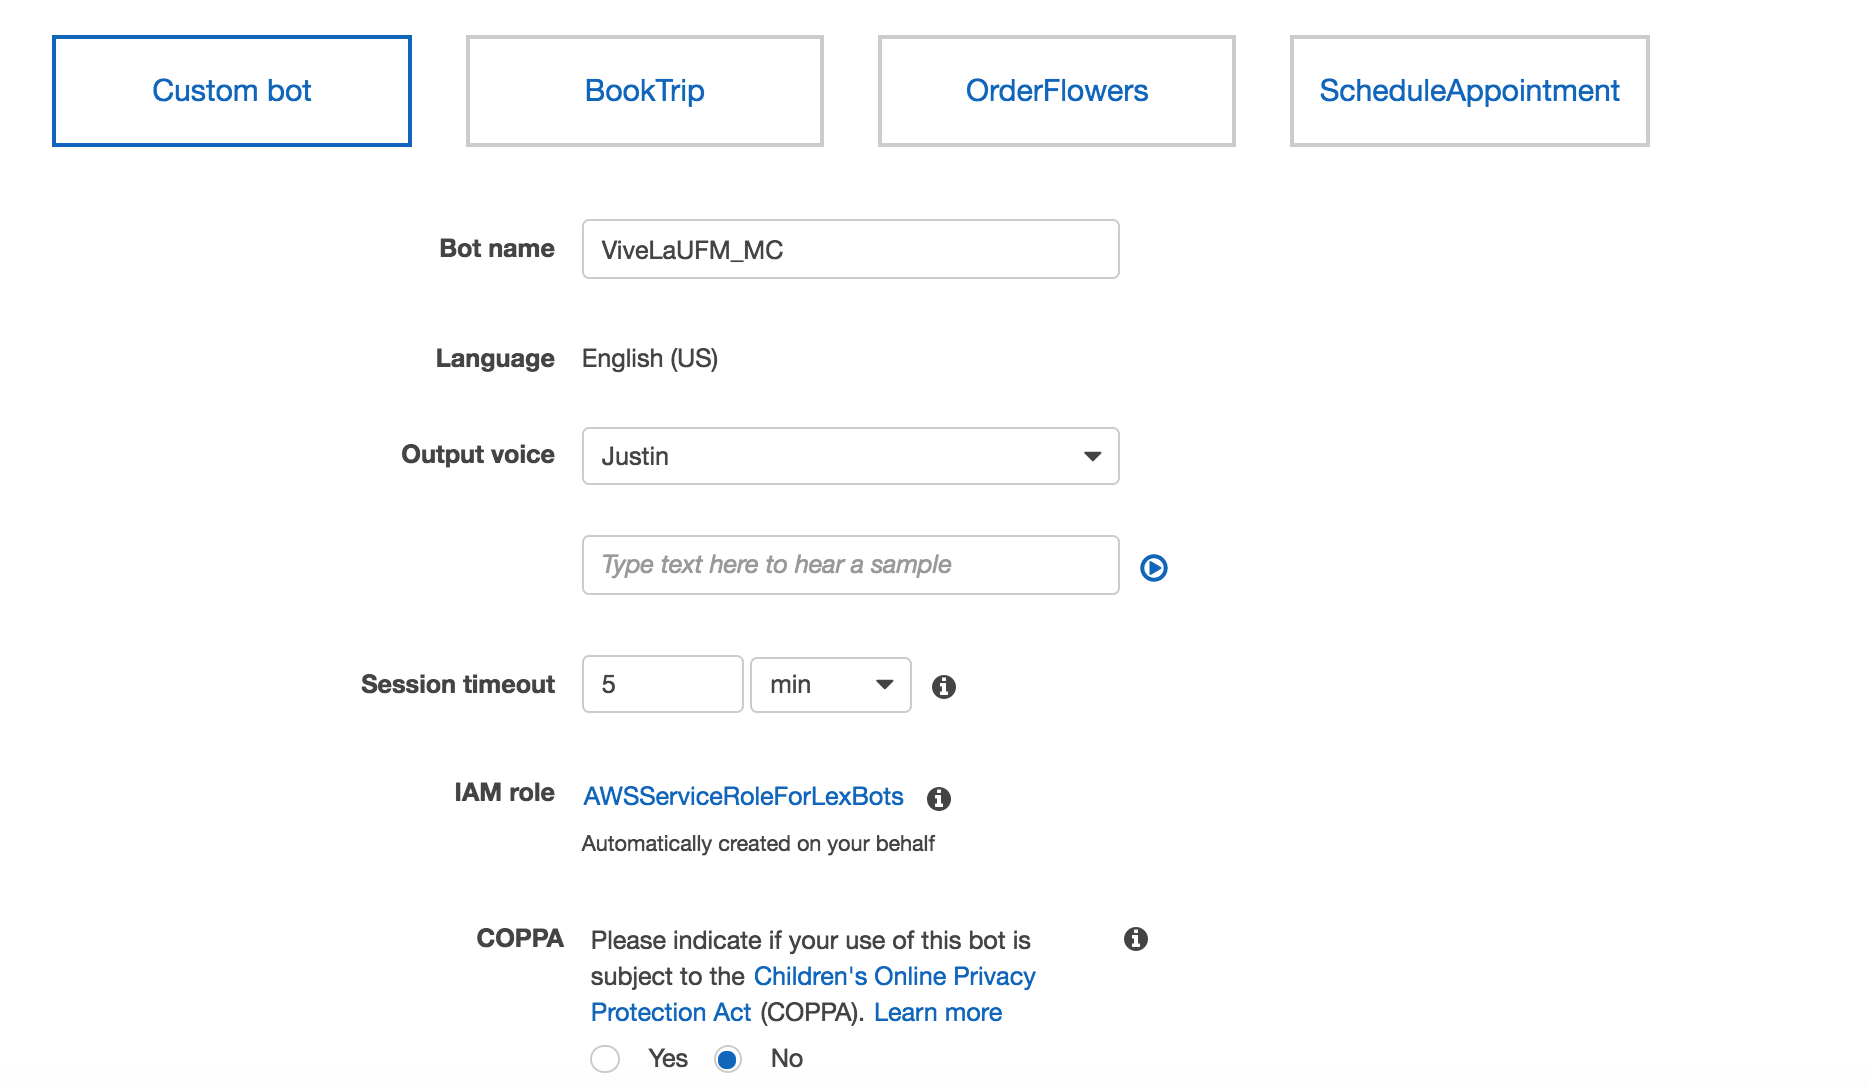 Custom bot BookTrip OrderFlowers ScheduleAppointment
Bot name ViveLaUFM_MC
Language English (US)
Output voice Justin
Type text here to hear a sample
Session timeout 5 min
IAM role AWSServiceRoleForLexBots
Automatically created on your behalf
COPPA Please indicate if your use of this bot is
subject to the Children's Online Privacy
Protection Act (COPPA). Learn more
Yes No